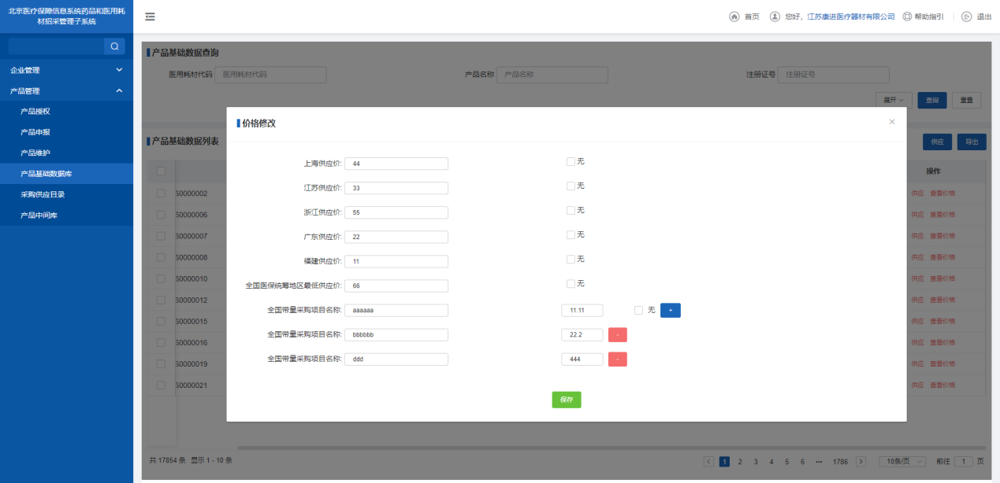 北京医疗保障信息系统药品和医用耗
材招采管理子系统
首页 您好，江苏康进医疗器材有限公司 帮助指引 退出
企业管理
产品管理
产品授权
产品申报
产品维护
产品基础数据库
采购供应目录
产品中间库
产品基础数据查询
医用耗材代码 医用耗材代码 产品名称 产品名称 注册证号 注册证号
展开 查询 重置
产品基础数据列表 供应 导出
操作
60000002 供应 查看价格
60000006 供应 查看价格
60000007 供应 查看价格
60000008 供应 查看价格
60000010 供应 查看价格
60000012 供应 查看价格
60000015 供应 查看价格
60000016 供应 查看价格
60000019 供应 查看价格
60000021 供应 查看价格
价格修改 ×
上海供应价: 44 无
江苏供应价: 33 无
浙江供应价: 55 无
广东供应价: 22 无
福建供应价: 11 无
全国医保统筹地区最低供应价: 66 无
全国带量采购项目名称: aaaaaa 11.11 无 +
全国带量采购项目名称: bbbbbb 22.2 -
全国带量采购项目名称: ddd 444 -
保存
共 17854 条 显示 1 - 10 条 < 1 2 3 4 5 6 ··· 1786 > 10条/页 前往 1 页